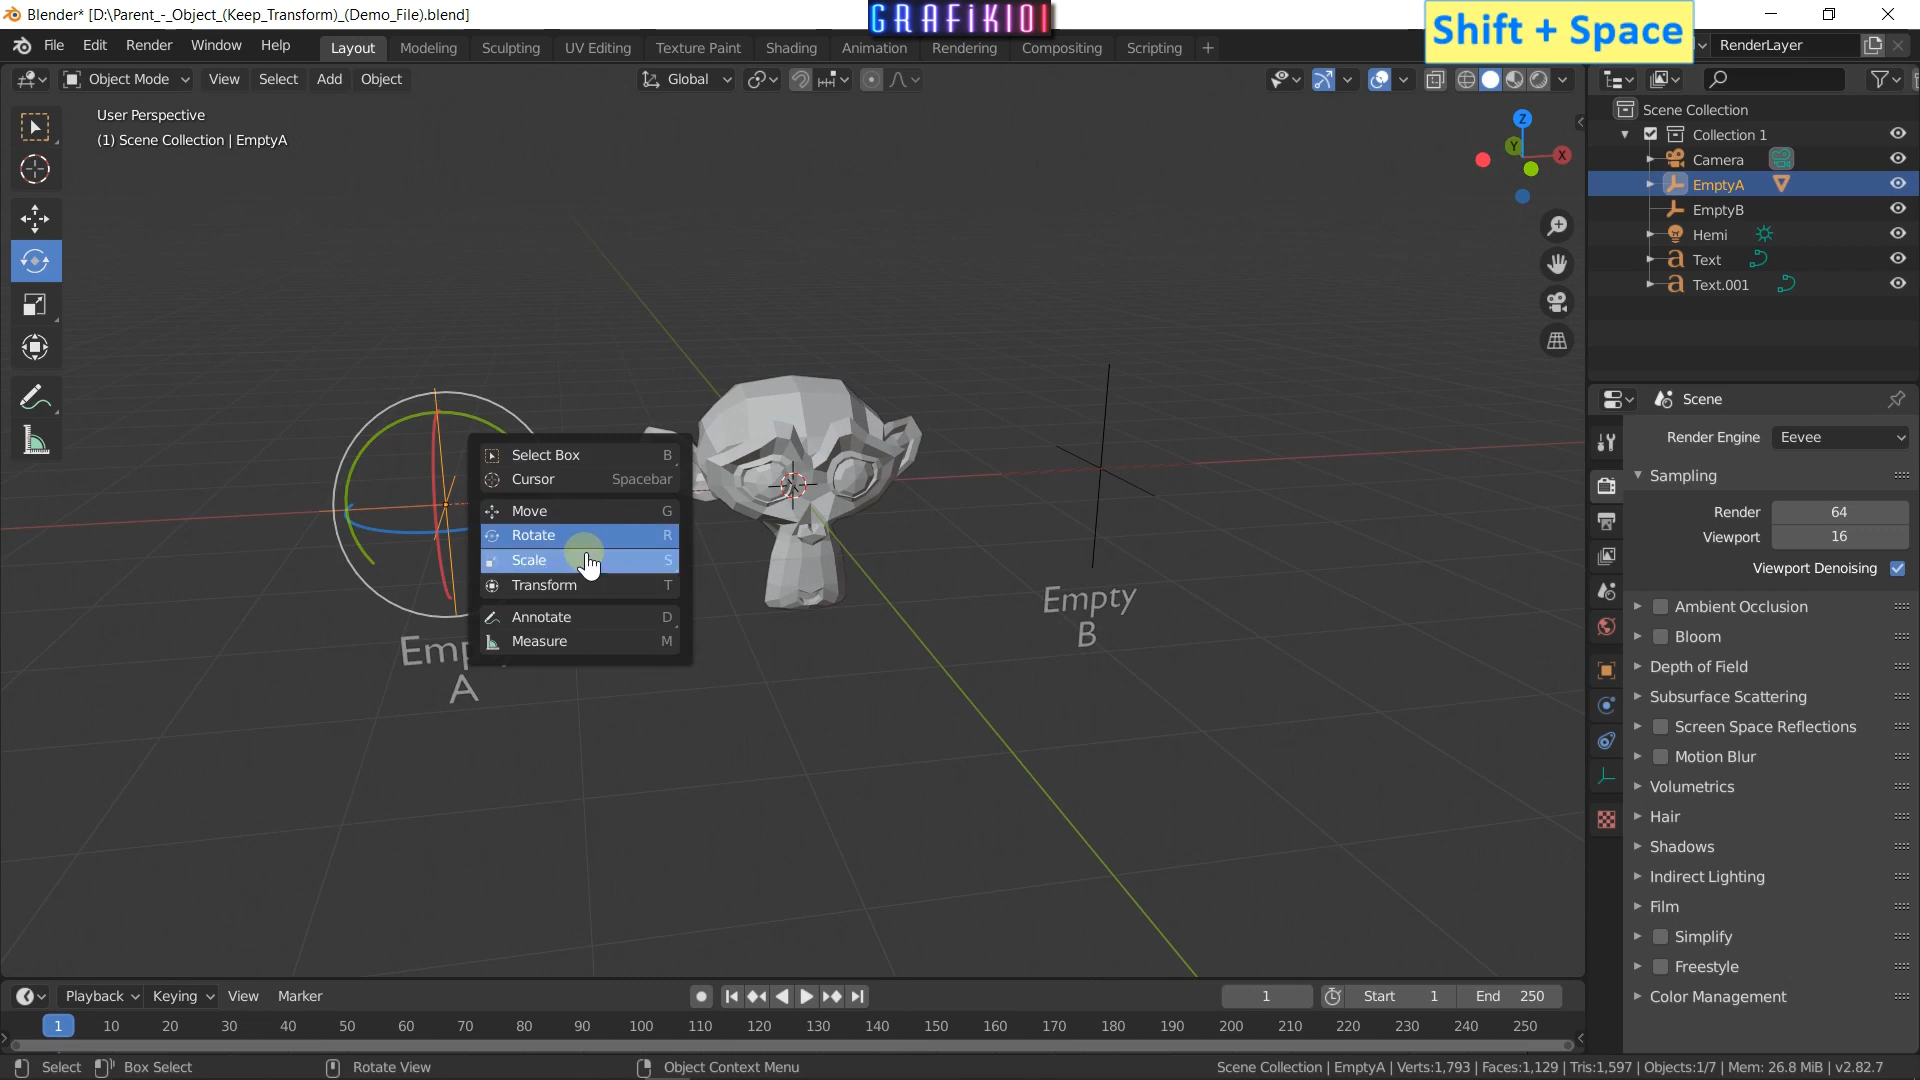 Blender* [D:\Parent_-_Object_(Keep_Transform)_(Demo_File).blend]
GRAFiK101
Shift + Space
File Edit Render Window Help
Layout Modeling Sculpting UV Editing Texture Paint Shading Animation Rendering Compositing Scripting +
RenderLayer
Object Mode View Select Add Object
Global
User Perspective
(1) Scene Collection | EmptyA
Z
Y
X
Scene Collection
Collection 1
Camera
EmptyA
EmptyB
Hemi
Text
Text.001
Select Box B
Cursor Spacebar
Move G
Rotate R
Scale S
Transform T
Annotate D
Measure M
Emp
A
Empty
B
Scene
Render Engine Eevee
Sampling
Render 64
Viewport 16
Viewport Denoising
Ambient Occlusion
Bloom
Depth of Field
Subsurface Scattering
Screen Space Reflections
Motion Blur
Volumetrics
Hair
Shadows
Indirect Lighting
Film
Simplify
Freestyle
Color Management
Playback Keying View Marker
1 Start 1 End 250
1 10 20 30 40 50 60 70 80 90 100 110 120 130 140 150 160 170 180 190 200 210 220 230 240 250
Select Box Select Rotate View Object Context Menu
Scene Collection | EmptyA | Verts:1,793 | Faces:1,129 | Tris:1,597 | Objects:1/7 | Mem: 26.8 MiB | v2.82.7